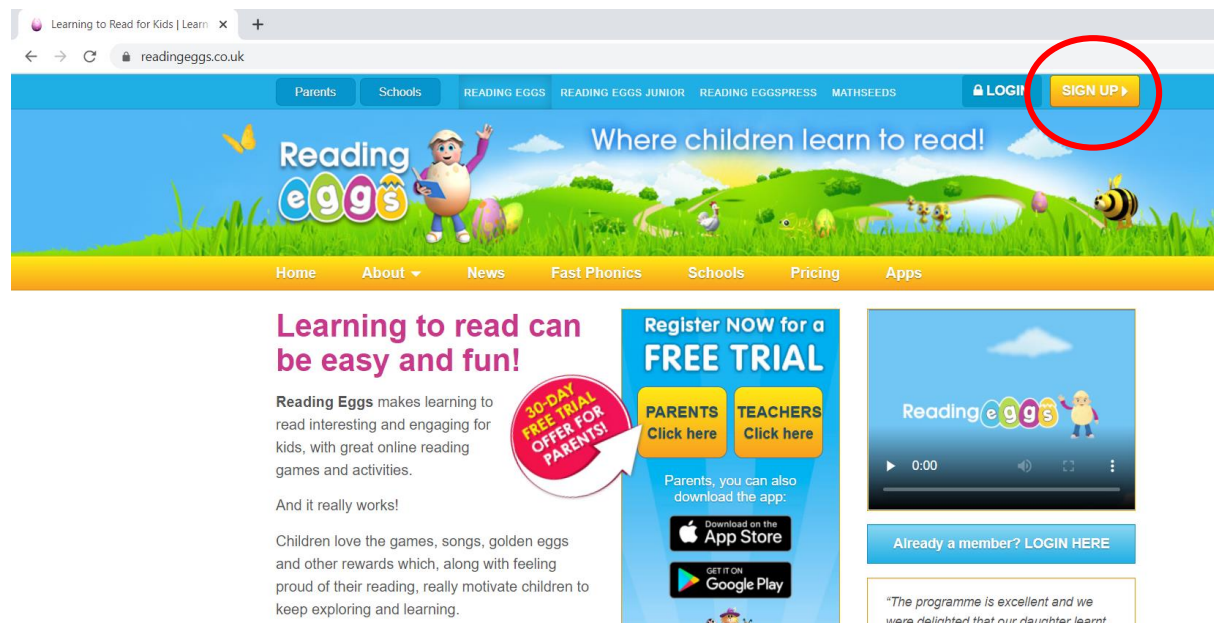 Learning to Read for Kids | Learn
readingeggs.co.uk
Parents Schools READING EGGS READING EGGS JUNIOR READING EGGSPRESS MATHSEEDS LOGIN SIGN UP
Reading
eggs
Where children learn to read!
Home About News Fast Phonics Schools Pricing Apps
Learning to read can
be easy and fun!
Reading Eggs makes learning to
read interesting and engaging for
kids, with great online reading
games and activities.
And it really works!
Children love the games, songs, golden eggs
and other rewards which, along with feeling
proud of their reading, really motivate children to
keep exploring and learning.
30-DAY
FREE TRIAL
OFFER FOR
PARENTS!
Register NOW for a
FREE TRIAL
PARENTS
Click here
TEACHERS
Click here
Parents, you can also
download the app:
Download on the
App Store
GET IT ON
Google Play
Reading eggs
0:00
Already a member? LOGIN HERE
"The programme is excellent and we
were delighted that our daughter learnt